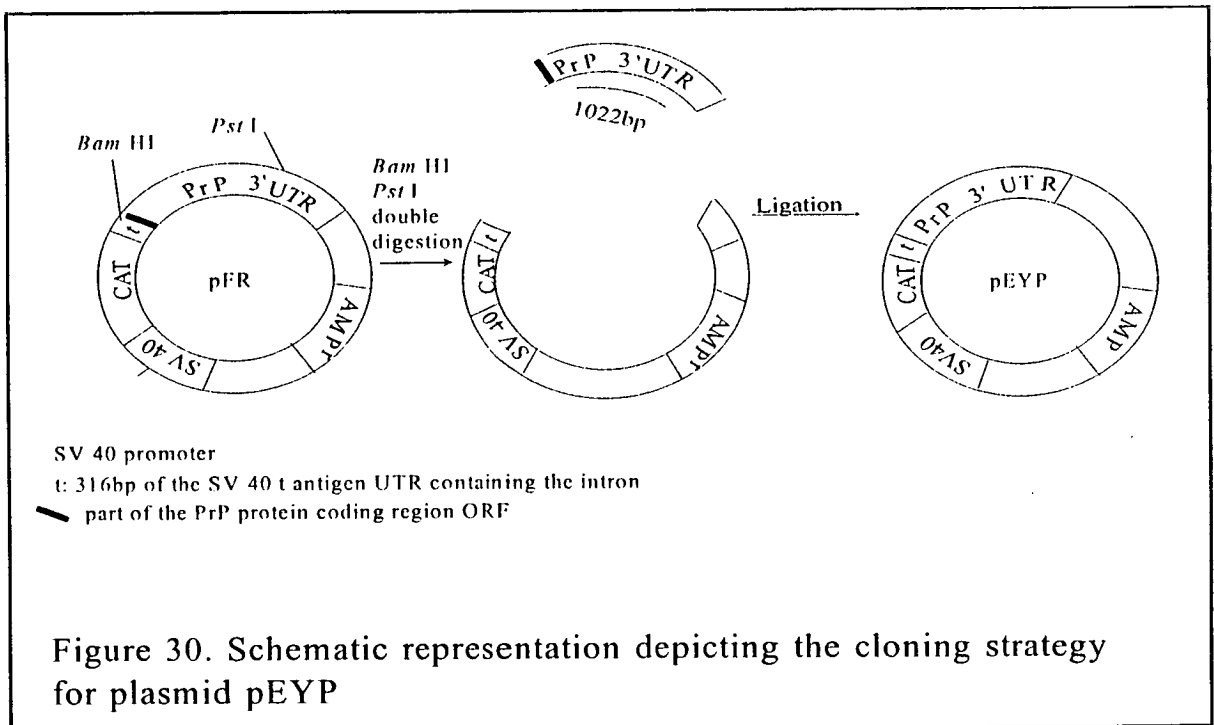 PrP 3'UTR
1022bp
Bam HI
Pst I
PrP 3'UTR
t
CAT
pFR
SV 40
AMPr
Bam HI
Pst I
double
digestion
t
CAT
SV 40
AMPr
Ligation
PrP 3' UTR
t
CAT
pEYP
SV40
AMP
SV 40 promoter
t: 316bp of the SV 40 t antigen UTR containing the intron
part of the PrP protein coding region ORF
Figure 30. Schematic representation depicting the cloning strategy
for plasmid pEYP